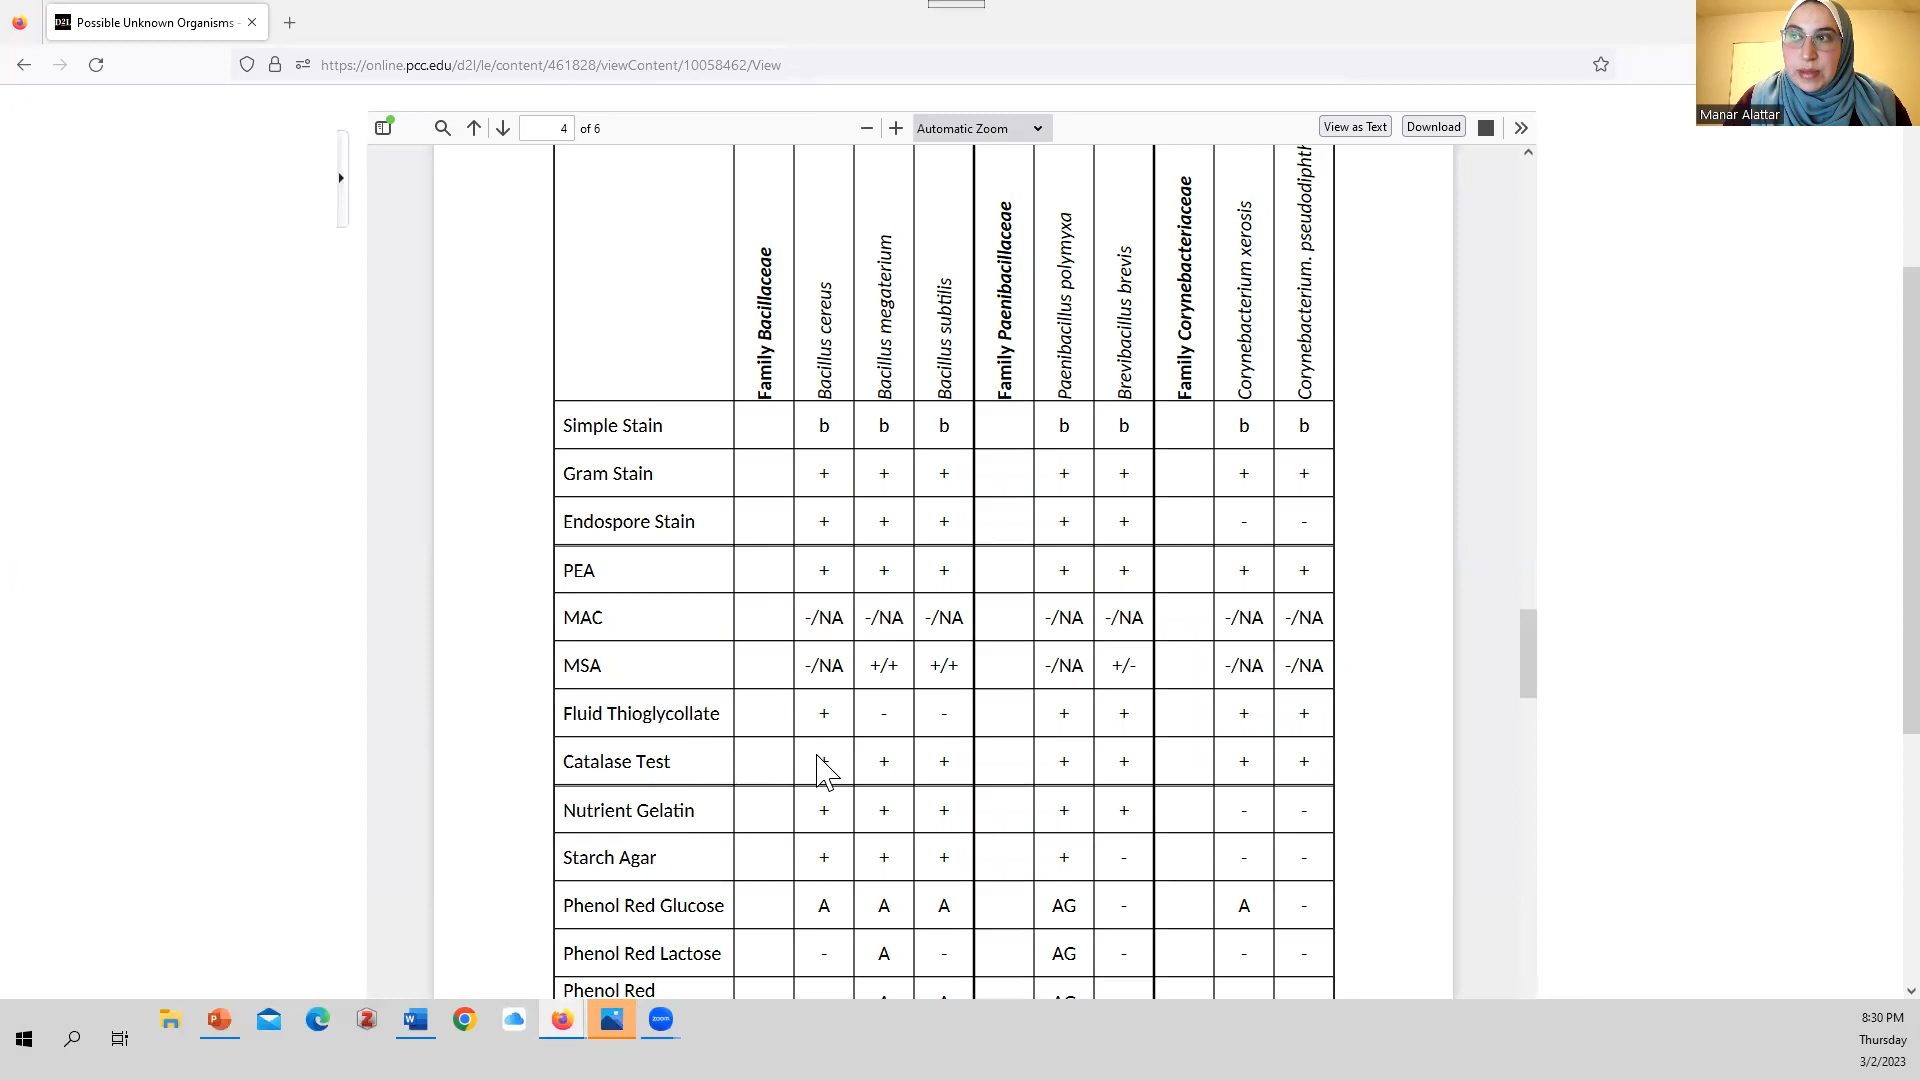 Possible Unknown Organisms -
https://online.pcc.edu/d2l/le/content/461828/viewContent/10058462/View
Manar Alattar
4 of 6
Automatic Zoom
View as Text
Download
Family Bacillaceae
Bacillus cereus
Bacillus megaterium
Bacillus subtilis
Family Paenibacillaceae
Paenibacillus polymyxa
Brevibacillus brevis
Family Corynebacteriaceae
Corynebacterium xerosis
Corynebacterium. pseudodiphth
Simple Stain b b b b b b b
Gram Stain + + + + + + +
Endospore Stain + + + + + - -
PEA + + + + + + +
MAC -/NA -/NA -/NA -/NA -/NA -/NA -/NA
MSA -/NA +/+ +/+ -/NA +/- -/NA -/NA
Fluid Thioglycollate + - - + + + +
Catalase Test + + + + + + +
Nutrient Gelatin + + + + + - -
Starch Agar + + + + - - -
Phenol Red Glucose A A A AG - A -
Phenol Red Lactose - A - AG - - -
Phenol Red
zoom
8:30 PM
Thursday
3/2/2023